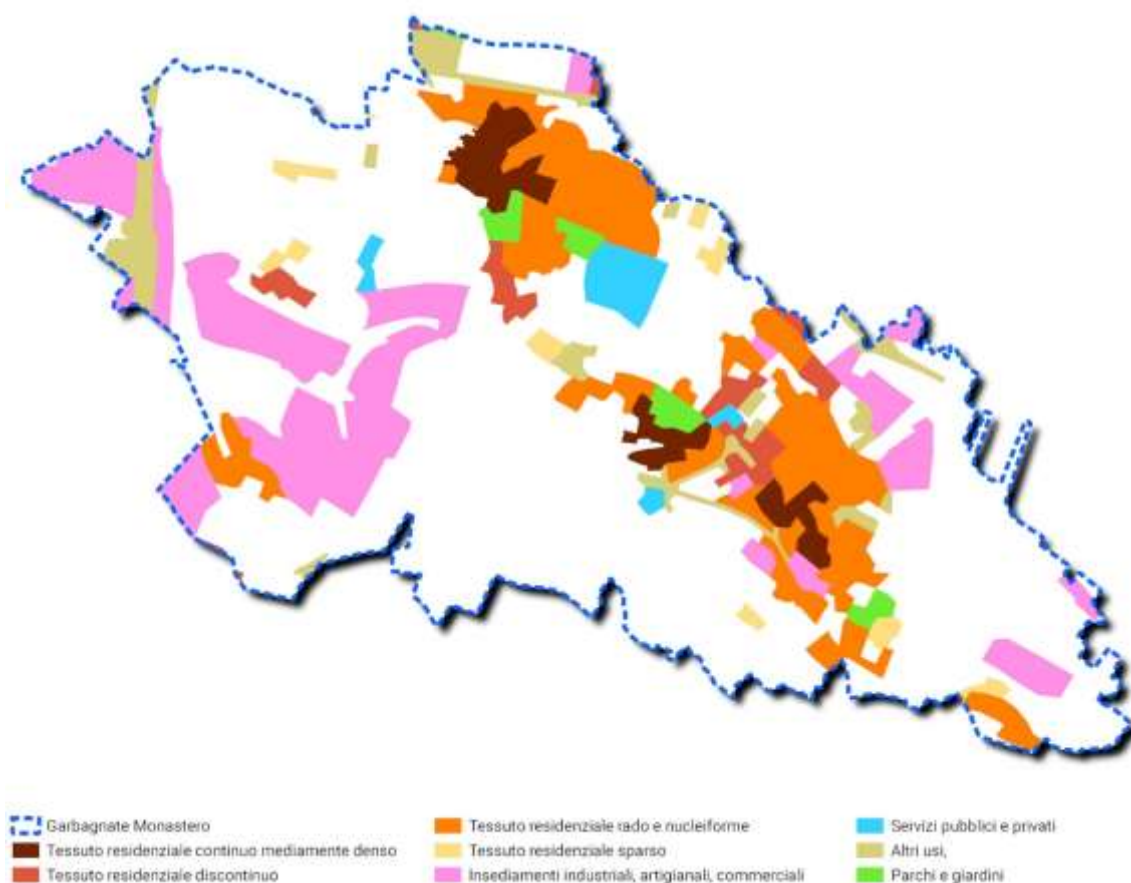 Garbagnate Monastero
Tessuto residenziale continuo mediamente denso
Tessuto residenziale discontinuo
Tessuto residenziale rado e nucleiforme
Tessuto residenziale sparso
Insediamenti industriali, artigianali, commerciali
Servizi pubblici e privati
Altri usi,
Parchi e giardini